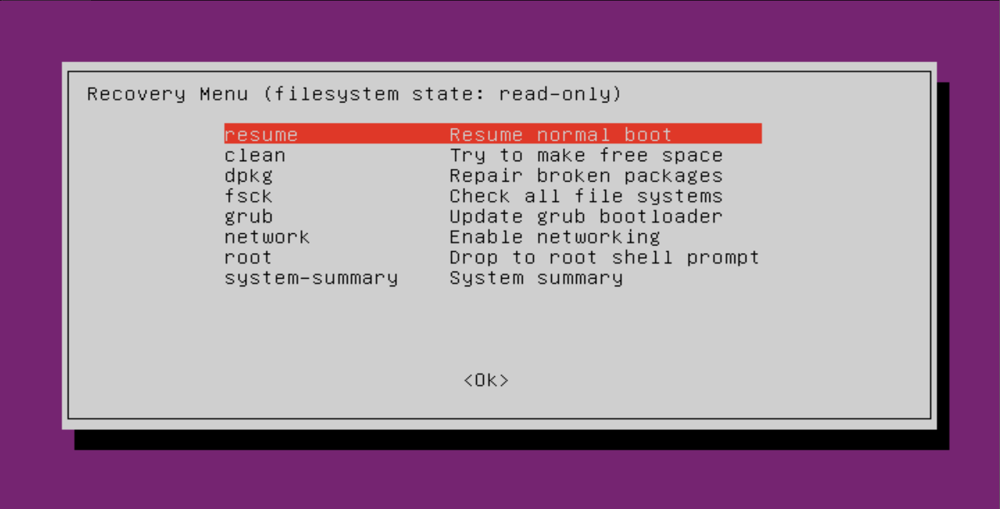 Recovery Menu (filesystem state: read-only)
resume Resume normal boot
clean Try to make free space
dpkg Repair broken packages
fsck Check all file systems
grub Update grub bootloader
network Enable networking
root Drop to root shell prompt
system-summary System summary
<Ok>